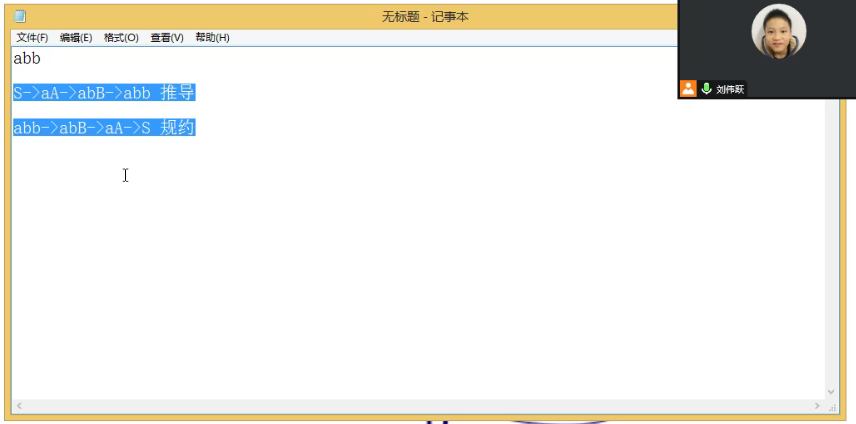 无标题 - 记事本
文件(F) 编辑(E) 格式(O) 查看(V) 帮助(H)
刘伟跃
abb
S->aA->abB->abb 推导
abb->abB->aA->S 规约